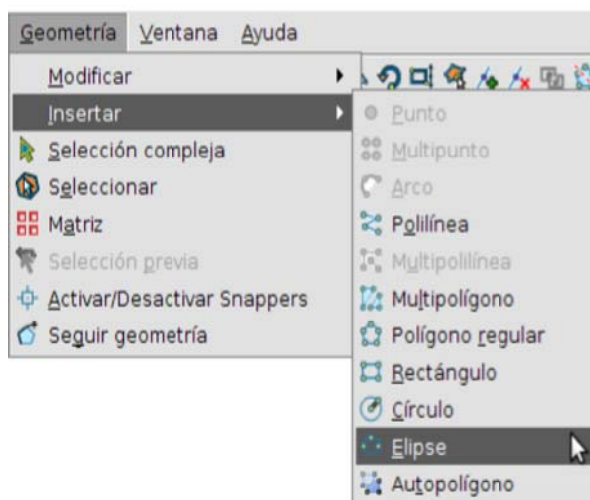 Geometría Ventana Ayuda
Modificar
Insertar
Selección compleja
Seleccionar
Matriz
Selección previa
Activar/Desactivar Snappers
Seguir geometría
Punto
Multipunto
Arco
Polilínea
Multipolilínea
Multipolígono
Polígono regular
Rectángulo
Círculo
Elipse
Autopolígono